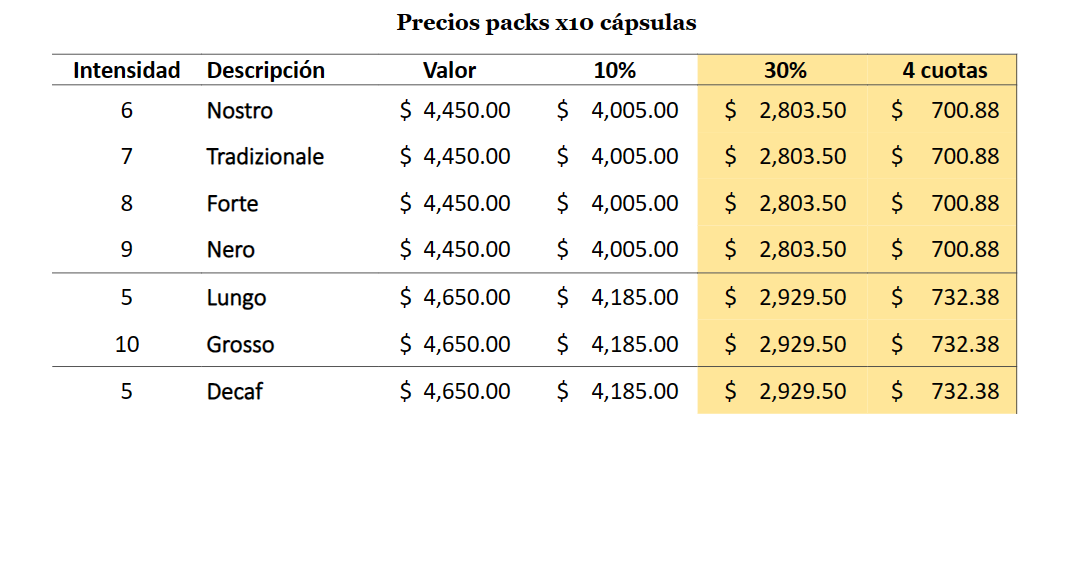 Precios packs x10 cápsulas
Intensidad Descripción Valor 10% 30% 4 cuotas
6 Nostro $ 4,450.00 $ 4,005.00 $ 2,803.50 $ 700.88
7 Tradizionale $ 4,450.00 $ 4,005.00 $ 2,803.50 $ 700.88
8 Forte $ 4,450.00 $ 4,005.00 $ 2,803.50 $ 700.88
9 Nero $ 4,450.00 $ 4,005.00 $ 2,803.50 $ 700.88
5 Lungo $ 4,650.00 $ 4,185.00 $ 2,929.50 $ 732.38
10 Grosso $ 4,650.00 $ 4,185.00 $ 2,929.50 $ 732.38
5 Decaf $ 4,650.00 $ 4,185.00 $ 2,929.50 $ 732.38